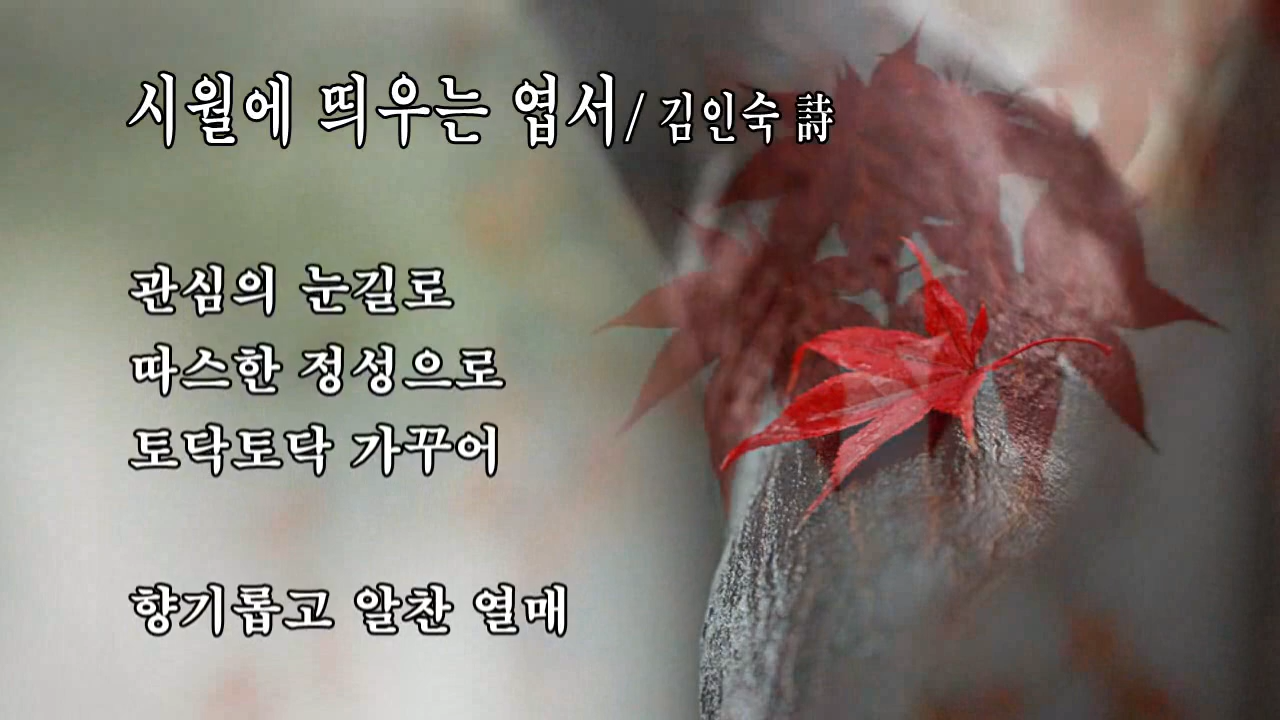 시월에 띄우는 엽서/ 김인숙 詩
관심의 눈길로
따스한 정성으로
토닥토닥 가꾸어
향기롭고 알찬 열매